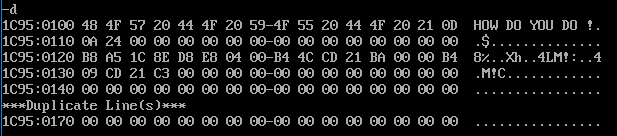 -d
1C95:0100 48 4F 57 20 44 4F 20 59-4F 55 20 44 4F 20 21 0D  HOW DO YOU DO !.
1C95:0110 0A 24 00 00 00 00 00 00-00 00 00 00 00 00 00 00  .$..............
1C95:0120 B8 A5 1C 8E D8 E8 04 00-B4 4C CD 21 BA 00 00 B4  8%..Xh..4LM!:..4
1C95:0130 09 CD 21 C3 00 00 00 00-00 00 00 00 00 00 00 00  .M!C............
1C95:0140 00 00 00 00 00 00 00 00-00 00 00 00 00 00 00 00  ................
***Duplicate Line(s)***
1C95:0170 00 00 00 00 00 00 00 00-00 00 00 00 00 00 00 00  ................